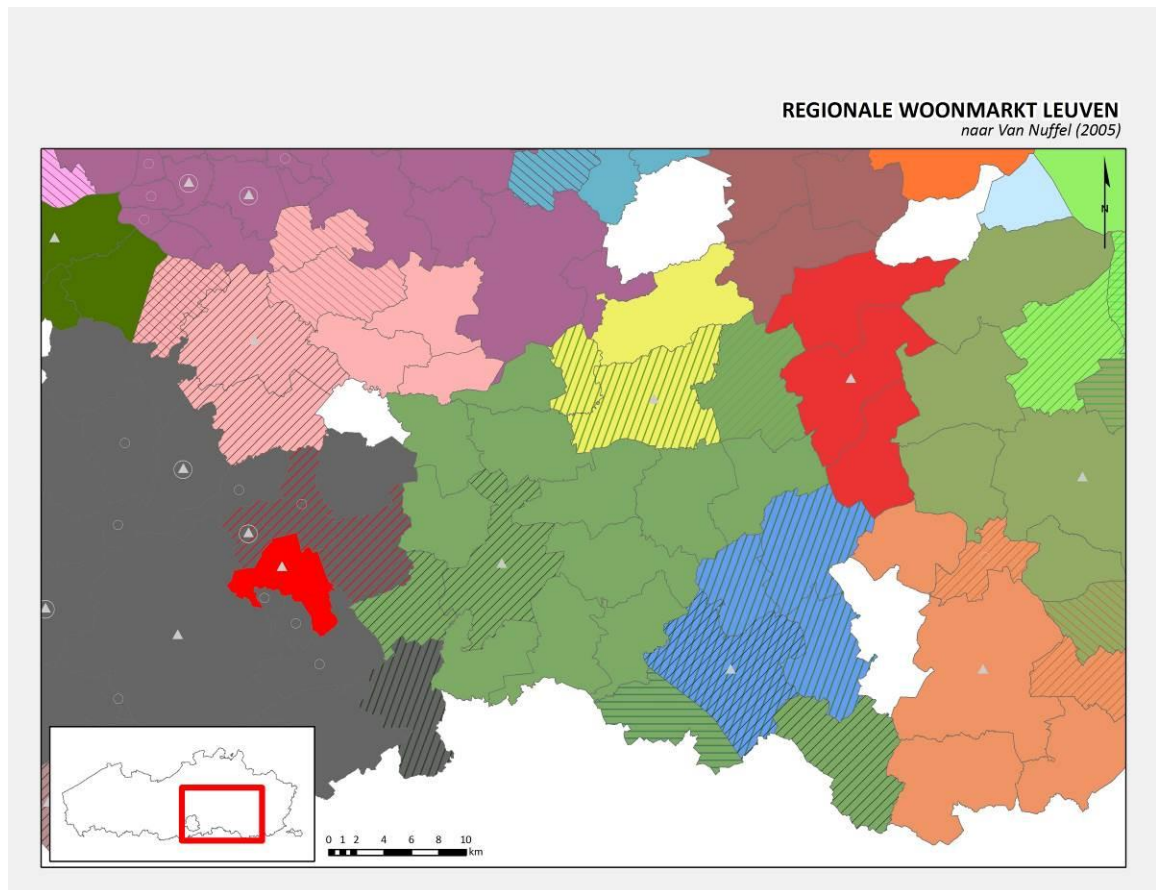 REGIONALE WOONMARKT LEUVEN
naar Van Nuffel (2005)
N
0 1 2 4 6 8 10
km